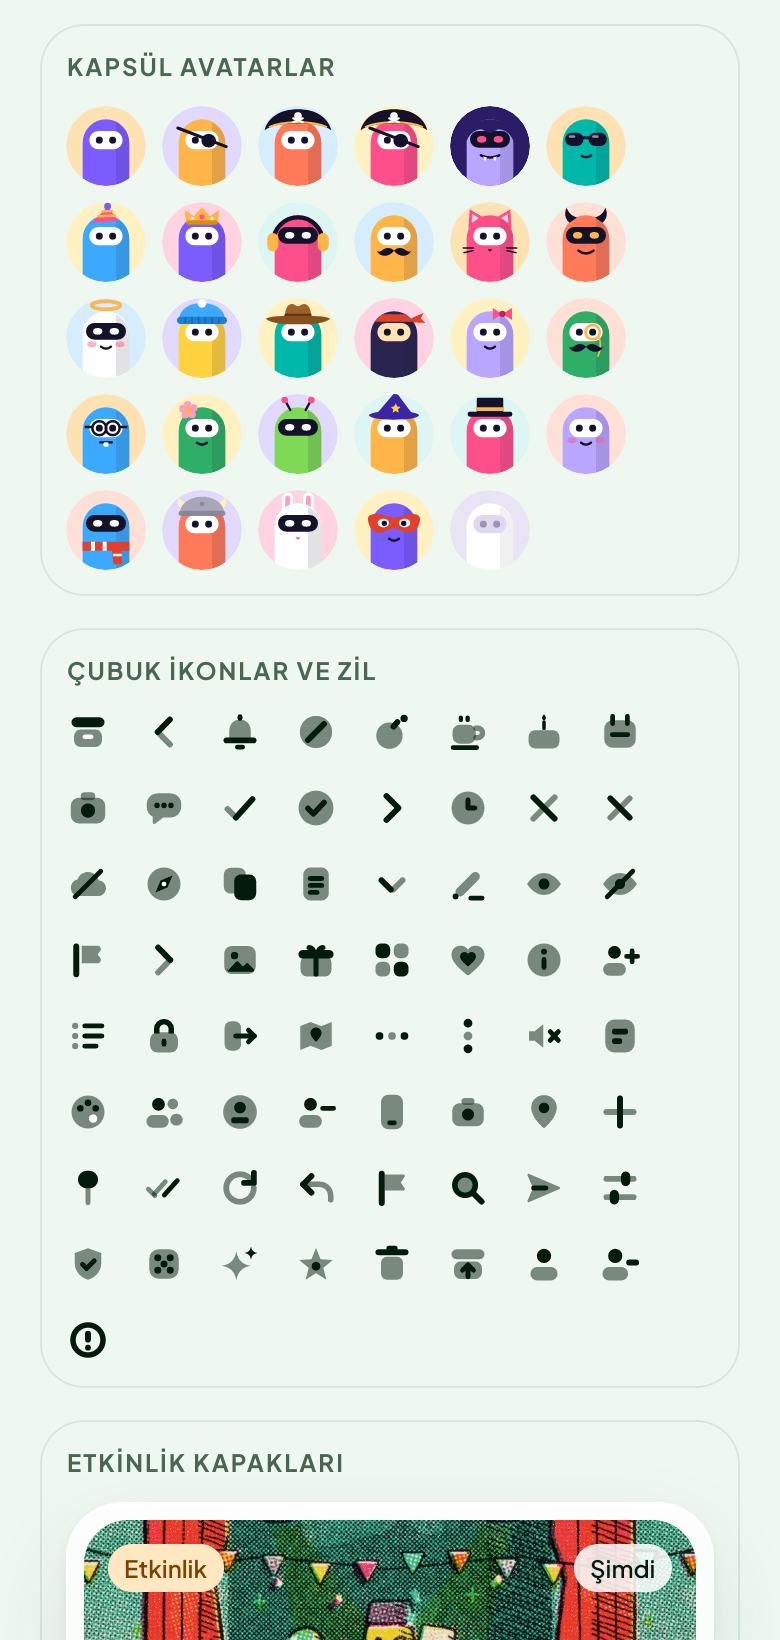 KAPSÜL AVATARLAR
ÇUBUK İKONLAR VE ZİL
ETKİNLİK KAPAKLARI
Etkinlik
Şimdi